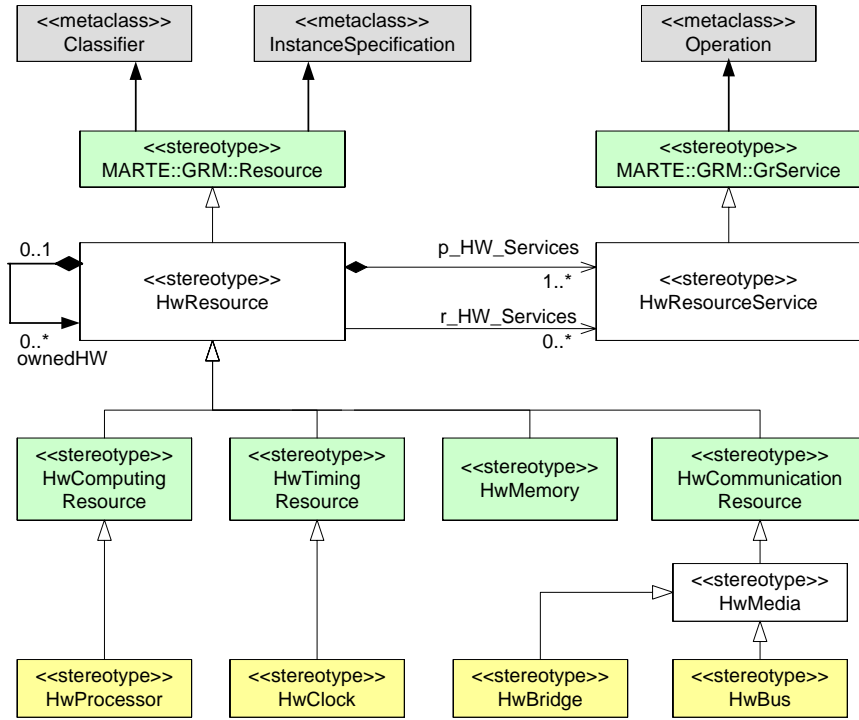 <<metaclass>>
Classifier
<<metaclass>>
InstanceSpecification
<<metaclass>>
Operation
<<stereotype>>
MARTE::GRM::Resource
<<stereotype>>
MARTE::GRM::GrService
0..1
<<stereotype>>
HwResource
p_HW_Services
1..*
<<stereotype>>
HwResourceService
r_HW_Services
0..*
0..*
ownedHW
<<stereotype>>
HwComputing
Resource
<<stereotype>>
HwTiming
Resource
<<stereotype>>
HwMemory
<<stereotype>>
HwCommunication
Resource
<<stereotype>>
HwMedia
<<stereotype>>
HwProcessor
<<stereotype>>
HwClock
<<stereotype>>
HwBridge
<<stereotype>>
HwBus